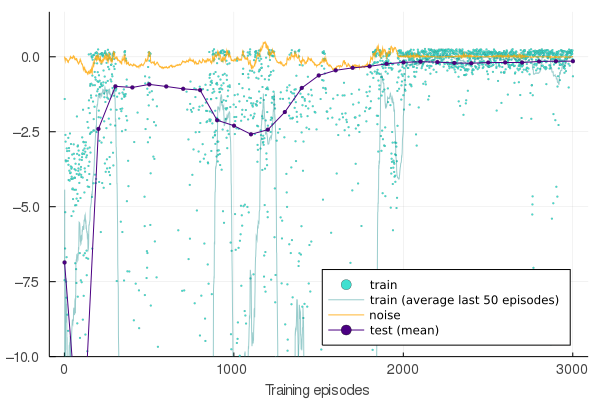 0.0
−2.5
−5.0
−7.5
−10.0
train
train (average last 50 episodes)
noise
test (mean)
0 1000 2000 3000
Training episodes